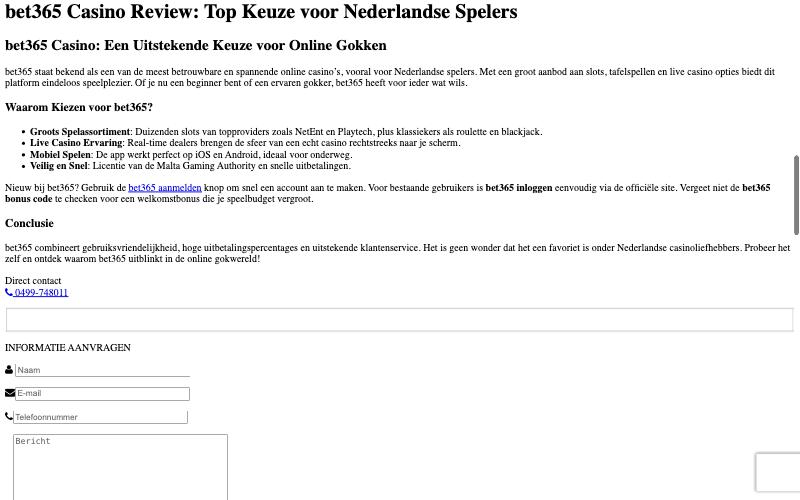 bet365 Casino Review: Top Keuze voor Nederlandse Spelers
bet365 Casino: Een Uitstekende Keuze voor Online Gokken
bet365 staat bekend als een van de meest betrouwbare en spannende online casino's, vooral voor Nederlandse spelers. Met een groot aanbod aan slots, tafelspellen en live casino opties biedt dit
platform eindeloos speelplezier. Of je nu een beginner bent of een ervaren gokker, bet365 heeft voor ieder wat wils.
Waarom Kiezen voor bet365?
• Groots Spelassortiment: Duizenden slots van topproviders zoals NetEnt en Playtech, plus klassiekers als roulette en blackjack.
• Live Casino Ervaring: Real-time dealers brengen de sfeer van een echt casino rechtstreeks naar je scherm.
• Mobiel Spelen: De app werkt perfect op iOS en Android, ideaal voor onderweg.
• Veilig en Snel: Licentie van de Malta Gaming Authority en snelle uitbetalingen.
Nieuw bij bet365? Gebruik de bet365 aanmelden knop om snel een account aan te maken. Voor bestaande gebruikers is bet365 inloggen eenvoudig via de officiële site. Vergeet niet de bet365
bonus code te checken voor een welkomstbonus die je speelbudget vergroot.
Conclusie
bet365 combineert gebruiksvriendelijkheid, hoge uitbetalingspercentages en uitstekende klantenservice. Het is geen wonder dat het een favoriet is onder Nederlandse casinoliefhebbers. Probeer het
zelf en ontdek waarom bet365 uitblinkt in de online gokwereld!
Direct contact
0499-748011
INFORMATIE AANVRAGEN
Naam
E-mail
Telefoonnummer
Bericht